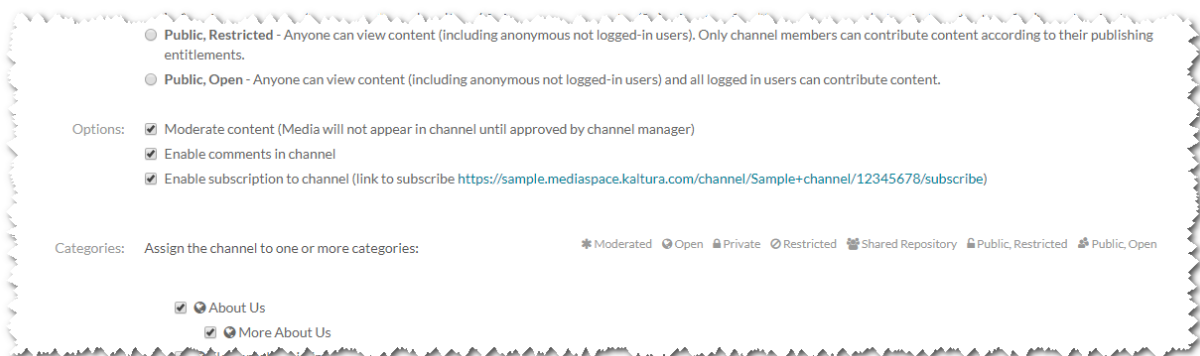 Public, Restricted - Anyone can view content (including anonymous not logged-in users). Only channel members can contribute content according to their publishing
entitlements.
Public, Open - Anyone can view content (including anonymous not logged-in users) and all logged in users can contribute content.
Options: Moderate content (Media will not appear in channel until approved by channel manager)
Enable comments in channel
Enable subscription to channel (link to subscribe https://sample.mediaspace.kaltura.com/channel/Sample+channel/12345678/subscribe)
Categories: Assign the channel to one or more categories: Moderated Open Private Restricted Shared Repository Public, Restricted Public, Open
About Us
More About Us